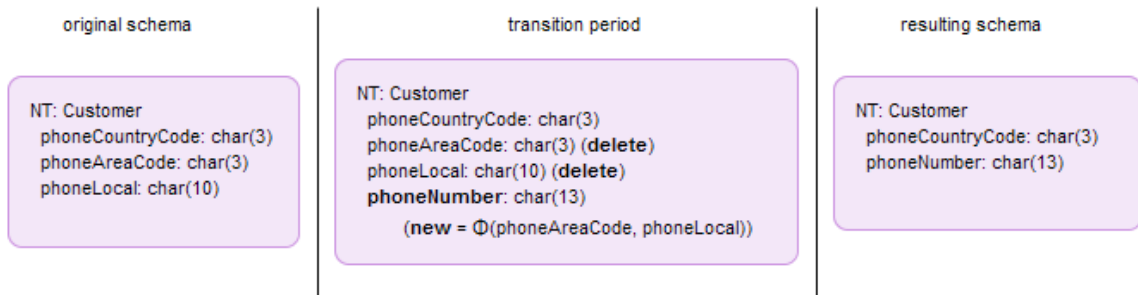 original schema
NT: Customer
phoneCountryCode: char(3)
phoneAreaCode: char(3)
phoneLocal: char(10)
transition period
NT: Customer
phoneCountryCode: char(3)
phoneAreaCode: char(3) (delete)
phoneLocal: char(10) (delete)
phoneNumber: char(13)
(new = Φ(phoneAreaCode, phoneLocal))
resulting schema
NT: Customer
phoneCountryCode: char(3)
phoneNumber: char(13)